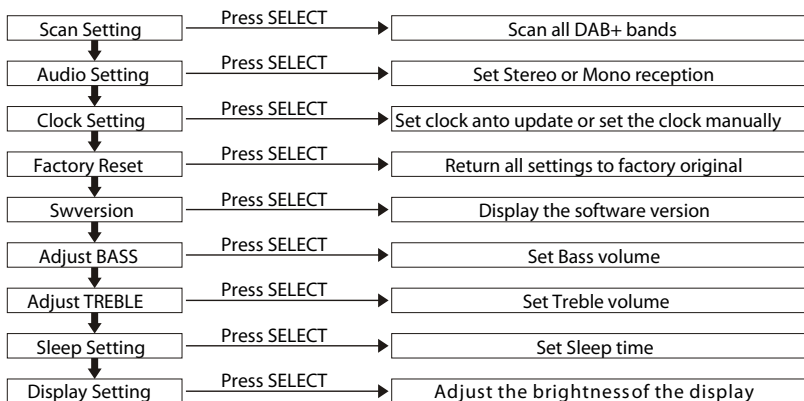 Scan Setting Press SELECT Scan all DAB+ bands
Audio Setting Press SELECT Set Stereo or Mono reception
Clock Setting Press SELECT Set clock anto update or set the clock manually
Factory Reset Press SELECT Return all settings to factory original
Swversion Press SELECT Display the software version
Adjust BASS Press SELECT Set Bass volume
Adjust TREBLE Press SELECT Set Treble volume
Sleep Setting Press SELECT Set Sleep time
Display Setting Press SELECT Adjust the brightnessof the display